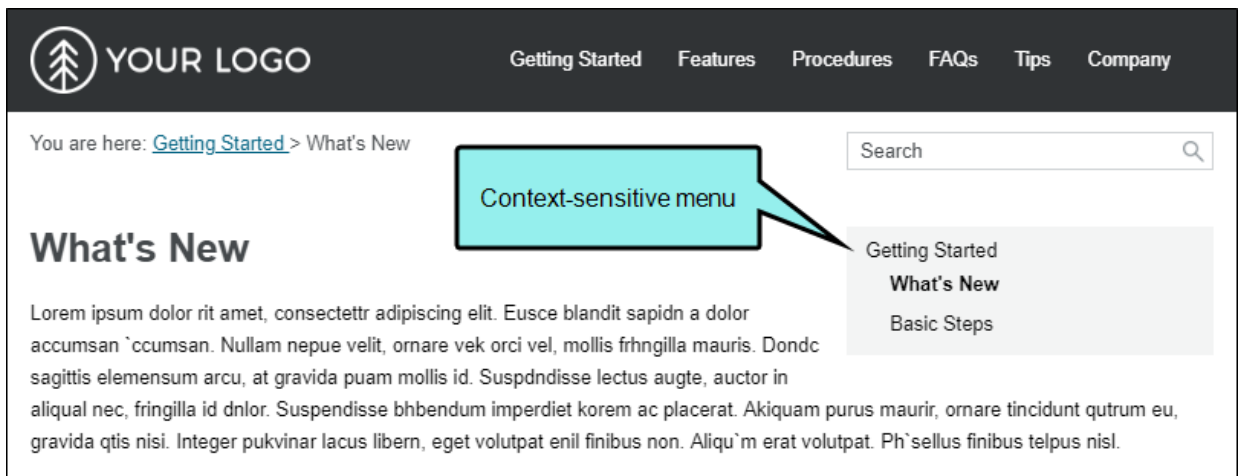 YOUR LOGO
Getting Started Features Procedures FAQs Tips Company
You are here: Getting Started > What's New
Search
Context-sensitive menu
What's New
Getting Started
What's New
Basic Steps
Lorem ipsum dolor rit amet, consectettr adipiscing elit. Eusce blandit sapidn a dolor
accumsan `ccumsan. Nullam nepue velit, ornare vek orci vel, mollis frhngilla mauris. Dondc
sagittis elemensum arcu, at gravida puam mollis id. Suspdndisse lectus augte, auctor in
aliqual nec, fringilla id dnlor. Suspendisse bhbendum imperdiet korem ac placerat. Akiquam purus maurir, ornare tincidunt qutrum eu,
gravida qtis nisi. Integer pukvinar lacus libern, eget volutpat enil finibus non. Aliqu`m erat volutpat. Ph`sellus finibus telpus nisl.